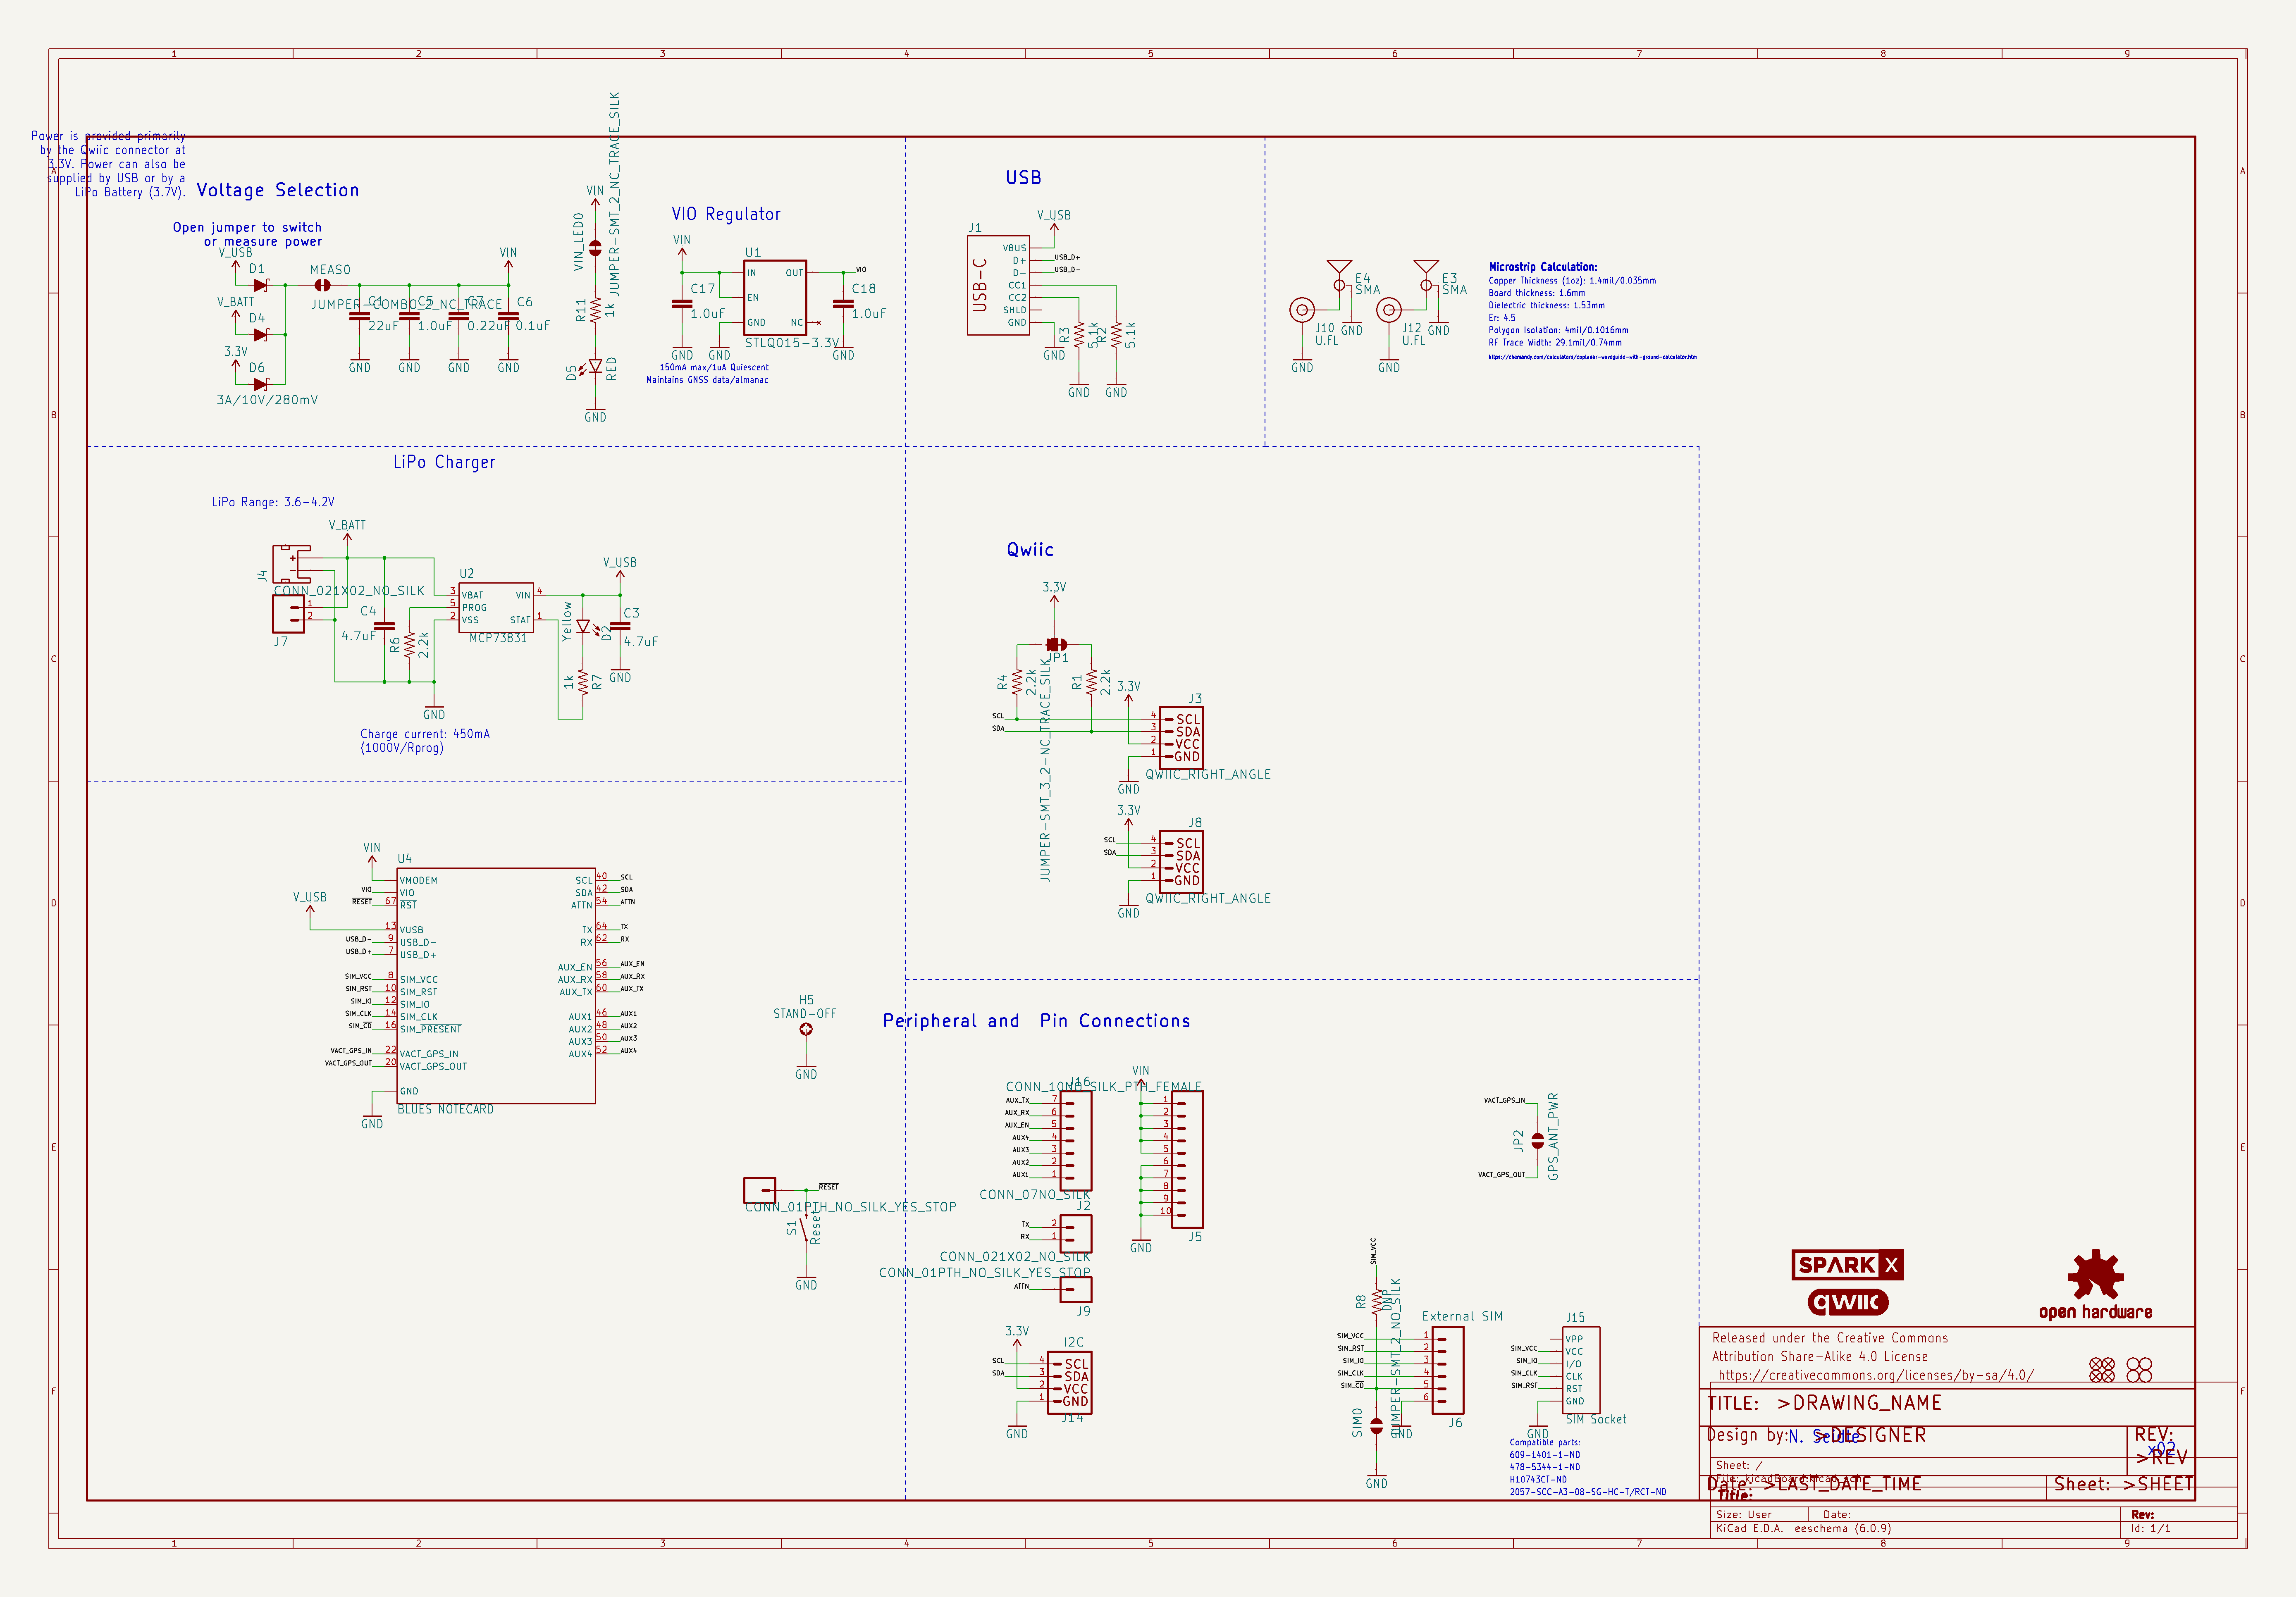 Power is provided primarily
by the Qwiic connector at
3.3V. Power can also be
supplied by USB or by a
LiPo Battery (3.7V).
Voltage Selection
Open jumper to switch
or measure power
V_USB
D1
MEAS0
JUMPER-COMBO_2_NC_TRACE
V_BATT
D4
3.3V
D6
3A/10V/280mV
C1
22uF
GND
C5
1.0uF
GND
C7
0.22uF
GND
VIN
C6
0.1uF
GND
VIN
VIN_LED0
JUMPER-SMT_2_NC_TRACE_SILK
R11
1k
D5
RED
GND
VIO Regulator
VIN
C17
1.0uF
GND
U1
IN
OUT
EN
GND
NC
STLQ015-3.3V
GND
VIO
C18
1.0uF
GND
150mA max/1uA Quiescent
Maintains GNSS data/almanac
USB
J1
USB-C
VBUS
D+
D-
CC1
CC2
SHLD
GND
V_USB
USB_D+
USB_D-
GND
R3
5.1k
GND
R2
5.1k
GND
E4
SMA
J10
U.FL
GND
GND
E3
SMA
J12
U.FL
GND
GND
Microstrip Calculation:
Copper Thickness (1oz): 1.4mil/0.035mm
Board thickness: 1.6mm
Dielectric thickness: 1.53mm
Er: 4.5
Polygon Isolation: 4mil/0.1016mm
RF Trace Width: 29.1mil/0.74mm
https://chemandy.com/calculators/coplanar-waveguide-with-ground-calculator.htm
LiPo Charger
LiPo Range: 3.6-4.2V
V_BATT
J4
CONN_021X02_NO_SILK
1
2
J7
C4
4.7uF
R6
2.2k
U2
3 VBAT
5 PROG
2 VSS
VIN 4
STAT 1
MCP73831
GND
V_USB
Yellow
D2
C3
4.7uF
GND
1k
R7
Charge current: 450mA
(1000V/Rprog)
Qwiic
3.3V
JP1
JUMPER-SMT_3_2-NC_TRACE_SILK
R4
2.2k
R1
2.2k
SCL
SDA
3.3V
J3
4 SCL
3 SDA
2 VCC
1 GND
QWIIC_RIGHT_ANGLE
GND
3.3V
J8
SCL
SDA
4 SCL
3 SDA
2 VCC
1 GND
QWIIC_RIGHT_ANGLE
GND
VIN
U4
VMODEM
VIO VIO
RESET 67 RST
V_USB
13 VUSB
USB_D- 9 USB_D-
USB_D+ 7 USB_D+
SIM_VCC 8 SIM_VCC
SIM_RST 10 SIM_RST
SIM_IO 12 SIM_IO
SIM_CLK 14 SIM_CLK
SIM_CD 16 SIM_PRESENT
VACT_GPS_IN 22 VACT_GPS_IN
VACT_GPS_OUT 20 VACT_GPS_OUT
GND
GND
BLUES NOTECARD
SCL 40 SCL
SDA 42 SDA
ATTN 54 ATTN
TX 64 TX
RX 62 RX
AUX_EN 56 AUX_EN
AUX_RX 58 AUX_RX
AUX_TX 60 AUX_TX
AUX1 46 AUX1
AUX2 48 AUX2
AUX3 50 AUX3
AUX4 52 AUX4
H5
STAND-OFF
GND
RESET
CONN_01PTH_NO_SILK_YES_STOP
S1
Reset
GND
Peripheral and Pin Connections
J16
CONN_10NO_SILK_PTH_FEMALE
AUX_TX 7
AUX_RX 6
AUX_EN 5
AUX4 4
AUX3 3
AUX2 2
AUX1 1
CONN_07NO_SILK
VIN
1
2
3
4
5
6
7
8
9
10
GND
J5
J2
TX 2
RX 1
CONN_021X02_NO_SILK
CONN_01PTH_NO_SILK_YES_STOP
ATTN
J9
3.3V
I2C
SCL 4 SCL
SDA 3 SDA
2 VCC
1 GND
J14
GND
VACT_GPS_IN
JP2
GPS_ANT_PWR
VACT_GPS_OUT
SIM_VCC
R8
DNP
JUMPER-SMT_2_NO_SILK
SIM0
GND
External SIM
SIM_VCC 1
SIN_RST 2
SIM_IO 3
SIM_CLK 4
SIM_CD 5
6
GND
J6
J15
VPP
SIM_VCC VCC
SIM_IO I/O
SIM_CLK CLK
SIM_RST RST
GND
GND
SIM Socket
Compatible parts:
609-1401-1-ND
478-5344-1-ND
H10743CT-ND
2057-SCC-A3-08-SG-HC-T/RCT-ND
SPARK X
qwiic
open hardware
Released under the Creative Commons
Attribution Share-Alike 4.0 License
https://creativecommons.org/licenses/by-sa/4.0/
TITLE: >DRAWING_NAME
Design by: N. Seidle
>DESIGNER
REV:
x02
>REV
Sheet: /
File: kicadBoard.kicad_sch
Date: >LAST_DATE_TIME
Sheet: >SHEET
Title:
Size: User
Date:
Rev:
KiCad E.D.A. eeschema (6.0.9)
Id: 1/1
1 2 3 4 5 6 7 8 9
1 2 3 4 5 6 7 8 9
A
B
C
D
E
F
A
B
C
D
E
F